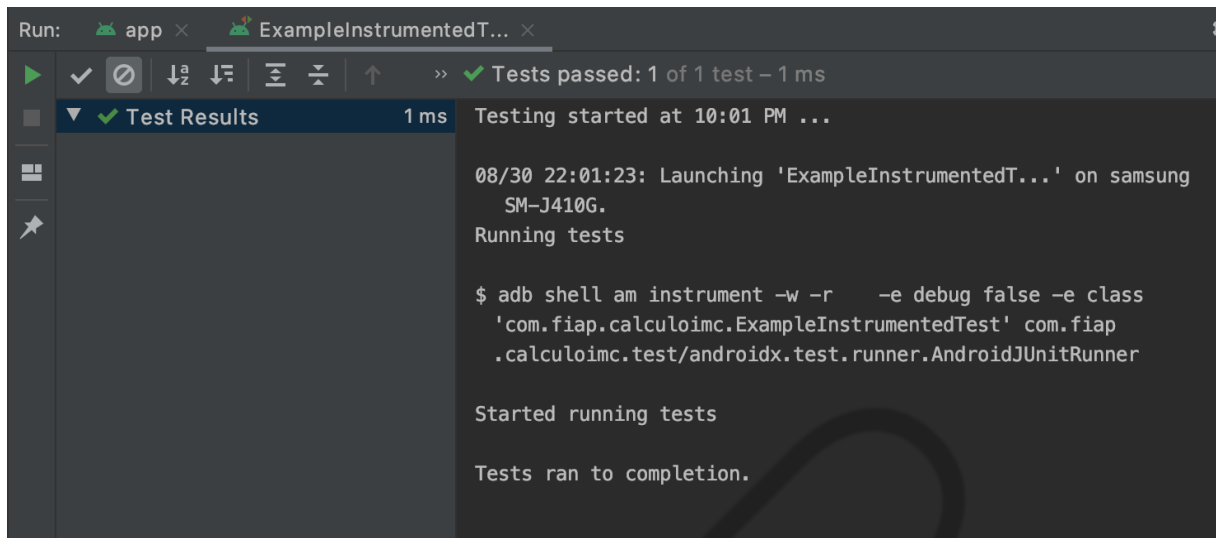 Run: app × ExampleInstrumentedT... ×
» Tests passed: 1 of 1 test – 1 ms
Test Results 1 ms
Testing started at 10:01 PM ...
08/30 22:01:23: Launching 'ExampleInstrumentedT...' on samsung
SM-J410G.
Running tests
$ adb shell am instrument -w -r    -e debug false -e class
'com.fiap.calculoimc.ExampleInstrumentedTest' com.fiap
.calculoimc.test/androidx.test.runner.AndroidJUnitRunner
Started running tests
Tests ran to completion.